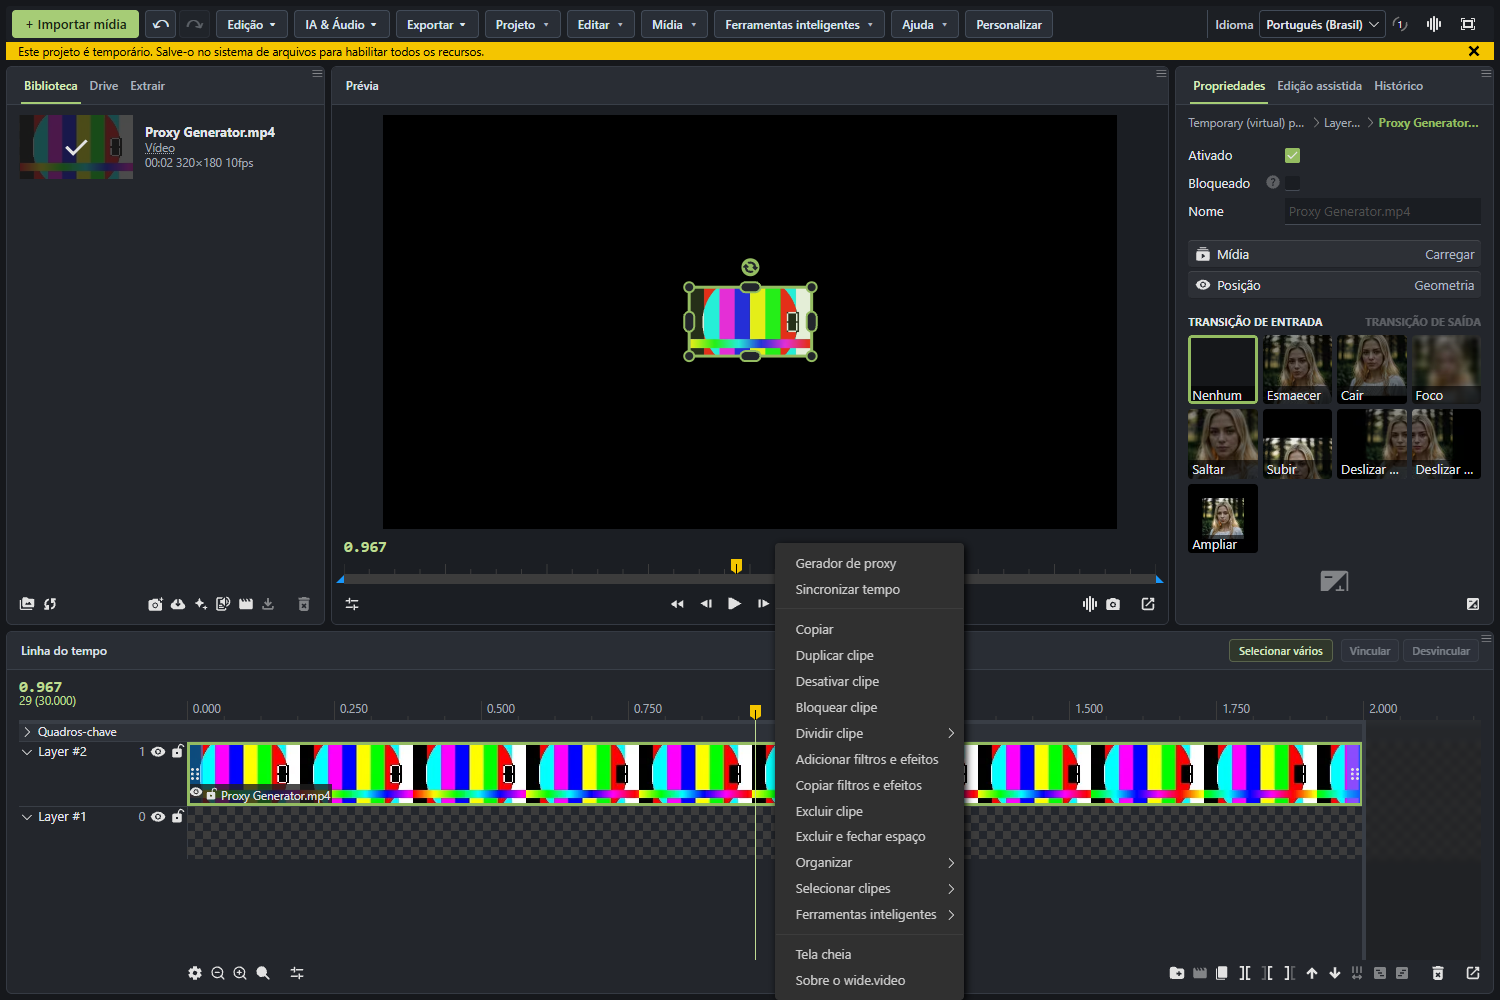 + Importar mídia
Edição
IA & Áudio
Exportar
Projeto
Editar
Mídia
Ferramentas inteligentes
Ajuda
Personalizar
Idioma
Português (Brasil)
1
Este projeto é temporário. Salve-o no sistema de arquivos para habilitar todos os recursos.
Biblioteca
Drive
Extrair
Proxy Generator.mp4
Vídeo
00:02 320×180 10fps
Prévia
0.967
Propriedades
Edição assistida
Histórico
Temporary (virtual) p...
Layer...
Proxy Generator...
Ativado
Bloqueado
?
Nome
Proxy Generator.mp4
Mídia
Carregar
Posição
Geometria
TRANSIÇÃO DE ENTRADA
TRANSIÇÃO DE SAÍDA
Nenhum
Esmaecer
Cair
Foco
Saltar
Subir
Deslizar ...
Deslizar ...
Ampliar
Gerador de proxy
Sincronizar tempo
Copiar
Duplicar clipe
Desativar clipe
Bloquear clipe
Dividir clipe
Adicionar filtros e efeitos
Copiar filtros e efeitos
Excluir clipe
Excluir e fechar espaço
Organizar
Selecionar clipes
Ferramentas inteligentes
Tela cheia
Sobre o wide.video
Linha do tempo
Selecionar vários
Vincular
Desvincular
0.967
29 (30.000)
0.000
0.250
0.500
0.750
1.500
1.750
2.000
Quadros-chave
Layer #2
1
Proxy Generator.mp4
Layer #1
0